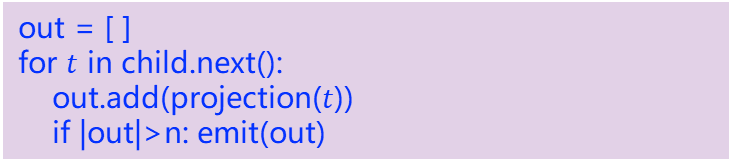 out = [ ]
for 𝑡 in child.next():
    out.add(projection(𝑡))
    if |out|>n: emit(out)